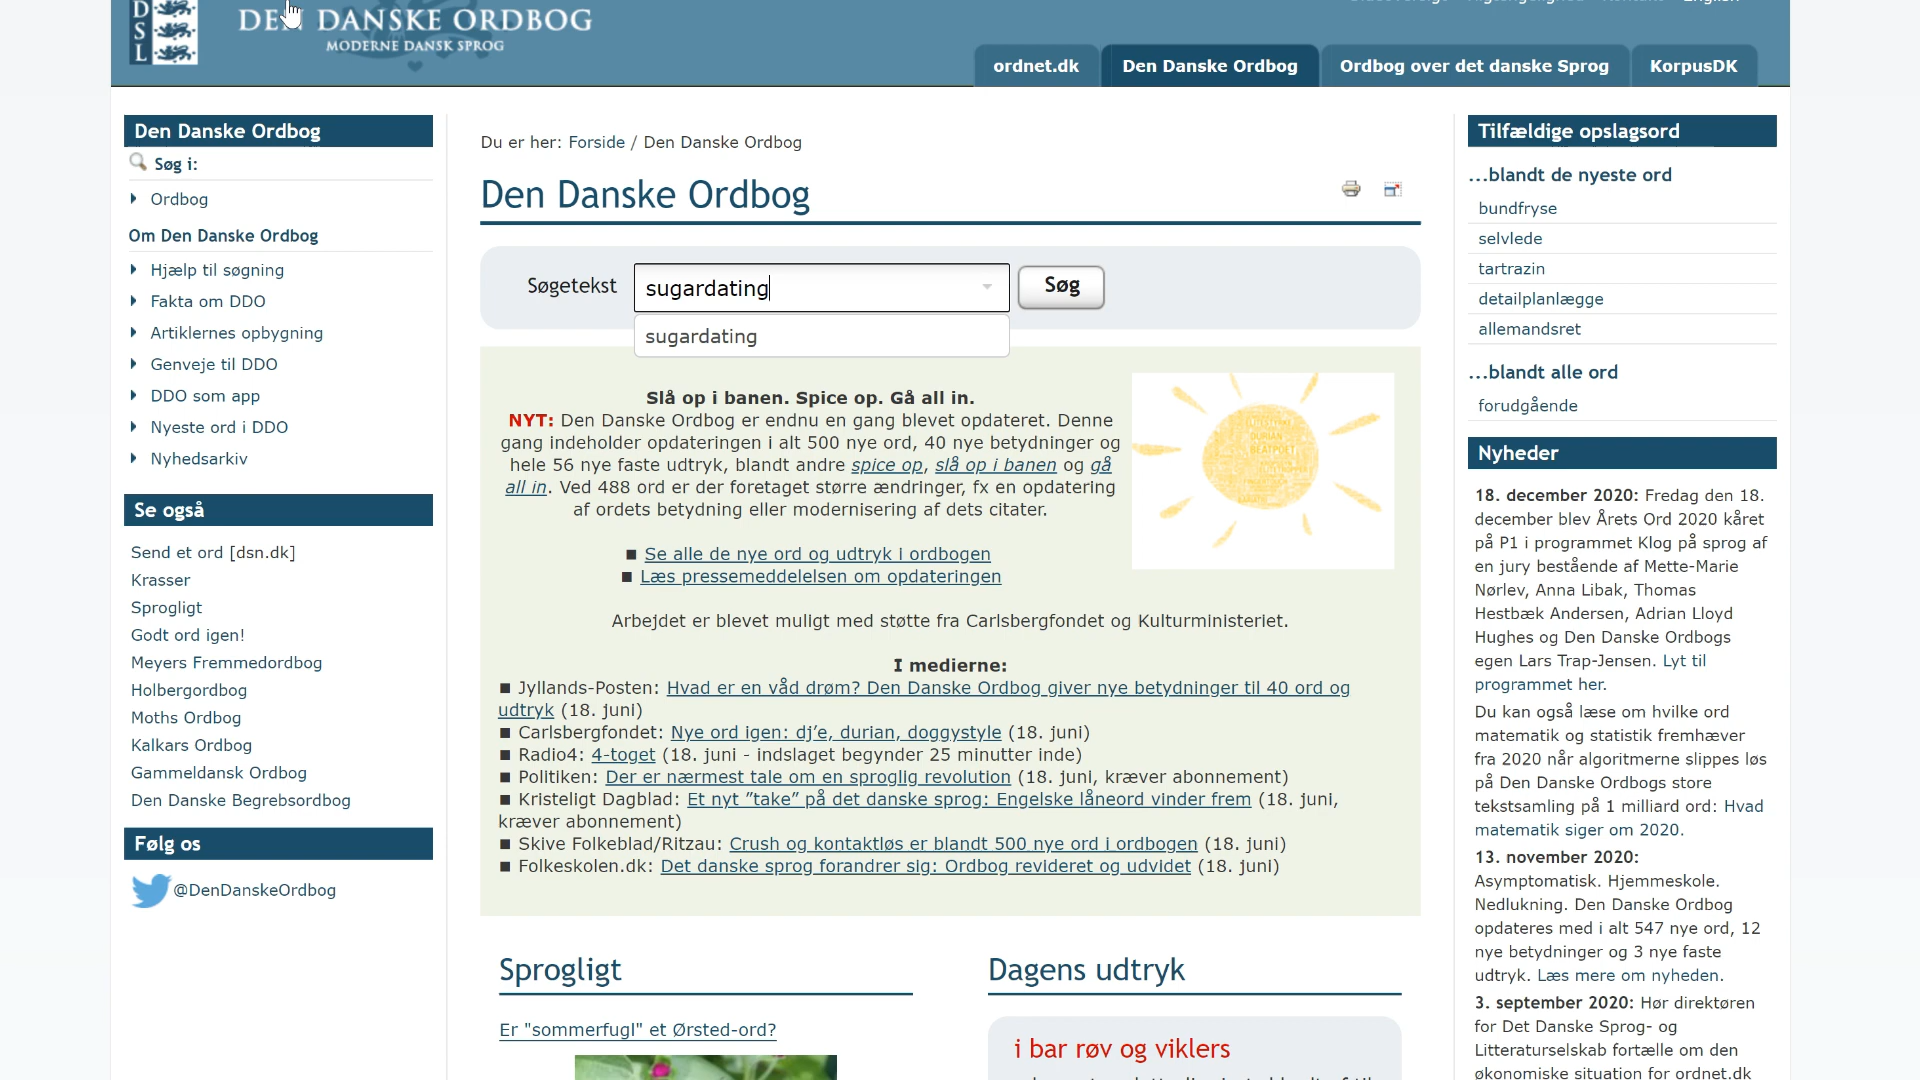 DSL
DEN DANSKE ORDBOG
MODERNE DANSK SPROG
English
ordnet.dk
Den Danske Ordbog
Ordbog over det danske Sprog
KorpusDK
Den Danske Ordbog
Søg i:
Ordbog
Om Den Danske Ordbog
Hjælp til søgning
Fakta om DDO
Artiklernes opbygning
Genveje til DDO
DDO som app
Nyeste ord i DDO
Nyhedsarkiv
Se også
Send et ord [dsn.dk]
Krasser
Sprogligt
Godt ord igen!
Meyers Fremmedordbog
Holbergordbog
Moths Ordbog
Kalkars Ordbog
Gammeldansk Ordbog
Den Danske Begrebsordbog
Følg os
@DenDanskeOrdbog
Du er her: Forside / Den Danske Ordbog
Den Danske Ordbog
Søgetekst
sugardating
Søg
sugardating
Slå op i banen. Spice op. Gå all in.
NYT: Den Danske Ordbog er endnu en gang blevet opdateret. Denne
gang indeholder opdateringen i alt 500 nye ord, 40 nye betydninger og
hele 56 nye faste udtryk, blandt andre spice op, slå op i banen og gå
all in. Ved 488 ord er der foretaget større ændringer, fx en opdatering
af ordets betydning eller modernisering af dets citater.
■ Se alle de nye ord og udtryk i ordbogen
■ Læs pressemeddelelsen om opdateringen
Arbejdet er blevet muligt med støtte fra Carlsbergfondet og Kulturministeriet.
I medierne:
■ Jyllands-Posten: Hvad er en våd drøm? Den Danske Ordbog giver nye betydninger til 40 ord og
udtryk (18. juni)
■ Carlsbergfondet: Nye ord igen: dj’e, durian, doggystyle (18. juni)
■ Radio4: 4-toget (18. juni - indslaget begynder 25 minutter inde)
■ Politiken: Der er nærmest tale om en sproglig revolution (18. juni, kræver abonnement)
■ Kristeligt Dagblad: Et nyt ”take” på det danske sprog: Engelske låneord vinder frem (18. juni,
kræver abonnement)
■ Skive Folkeblad/Ritzau: Crush og kontaktløs er blandt 500 nye ord i ordbogen (18. juni)
■ Folkeskolen.dk: Det danske sprog forandrer sig: Ordbog revideret og udvidet (18. juni)
DURIAN
BEATPOET
Sprogligt
Er "sommerfugl" et Ørsted-ord?
Dagens udtryk
i bar røv og viklers
Tilfældige opslagsord
...blandt de nyeste ord
bundfryse
selvlede
tartrazin
detailplanlægge
allemandsret
...blandt alle ord
forudgående
Nyheder
18. december 2020: Fredag den 18.
december blev Årets Ord 2020 kåret
på P1 i programmet Klog på sprog af
en jury bestående af Mette-Marie
Nørlev, Anna Libak, Thomas
Hestbæk Andersen, Adrian Lloyd
Hughes og Den Danske Ordbogs
egen Lars Trap-Jensen. Lyt til
programmet her.
Du kan også læse om hvilke ord
matematik og statistik fremhæver
fra 2020 når algoritmerne slippes løs
på Den Danske Ordbogs store
tekstsamling på 1 milliard ord: Hvad
matematik siger om 2020.
13. november 2020:
Asymptomatisk. Hjemmeskole.
Nedlukning. Den Danske Ordbog
opdateres med i alt 547 nye ord, 12
nye betydninger og 3 nye faste
udtryk. Læs mere om nyheden.
3. september 2020: Hør direktøren
for Det Danske Sprog- og
Litteraturselskab fortælle om den
økonomiske situation for ordnet.dk